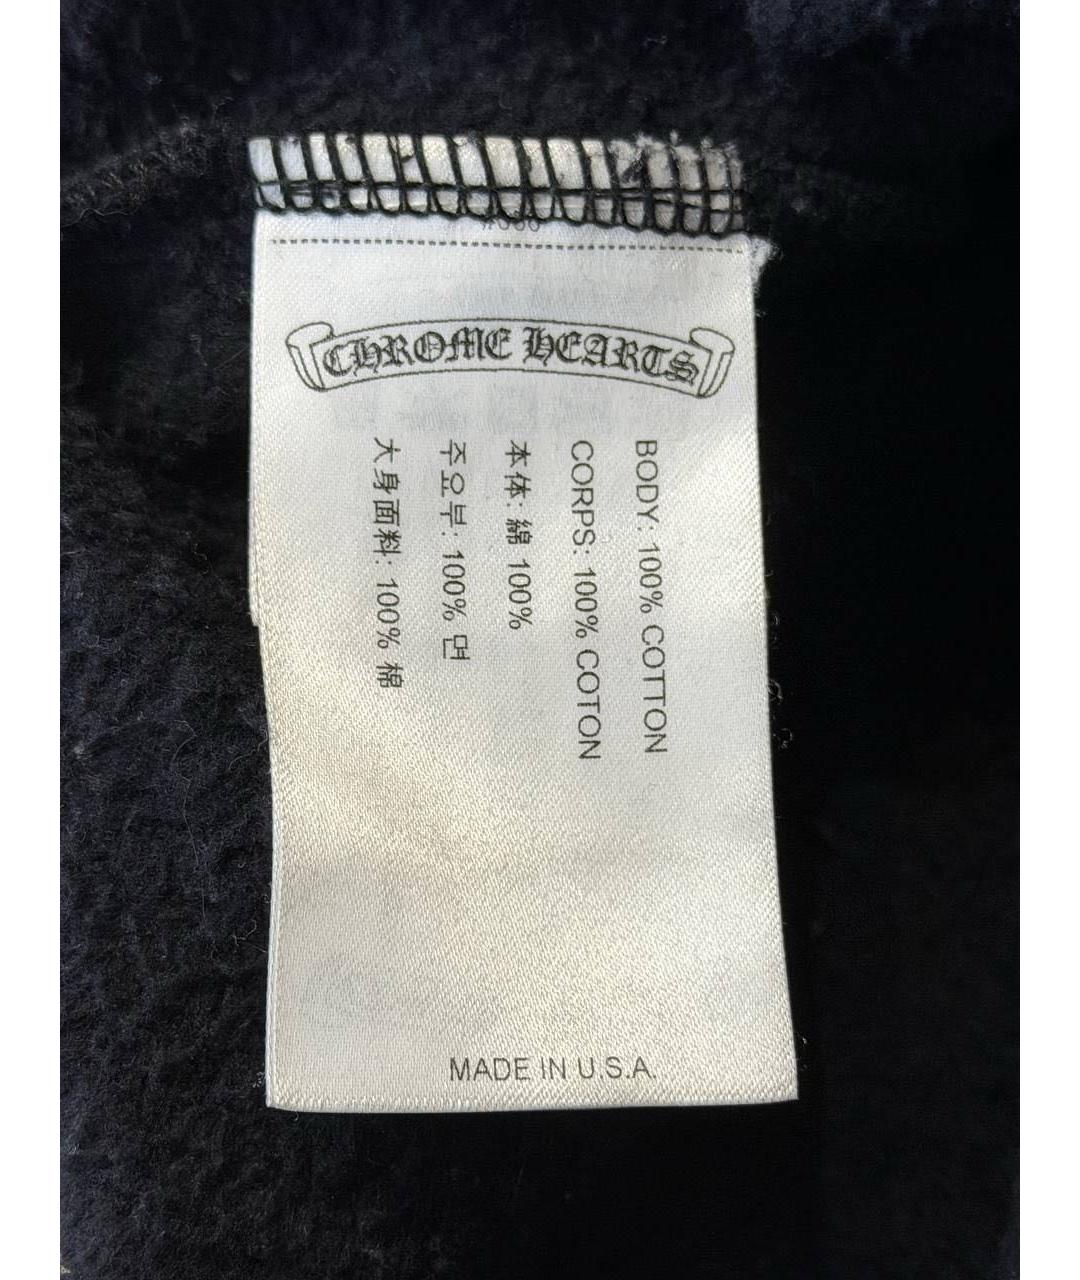 CHROME HEARTS
BODY: 100% COTTON
CORPS: 100% COTON
本体: 綿 100%
주요부: 100% 면
大身面料: 100% 棉
MADE IN U.S.A.